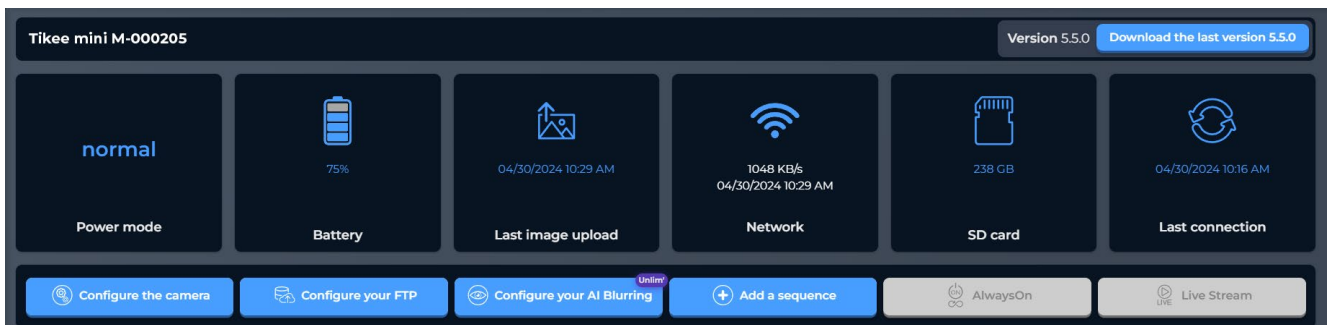 Tikee mini M-000205
Version 5.5.0
Download the last version 5.5.0
normal
Power mode
75%
Battery
04/30/2024 10:29 AM
Last image upload
1048 KB/s
04/30/2024 10:29 AM
Network
238 GB
SD card
04/30/2024 10:16 AM
Last connection
Configure the camera
Configure your FTP
Unlim'
Configure your AI Blurring
Add a sequence
ON
AlwaysOn
LIVE
Live Stream